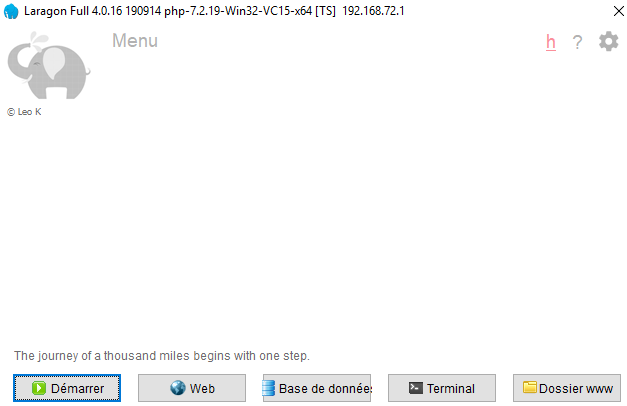 Laragon Full 4.0.16 190914 php-7.2.19-Win32-VC15-x64 [TS] 192.168.72.1
Menu
h ?
© Leo K
The journey of a thousand miles begins with one step.
Démarrer Web Base de données Terminal Dossier www